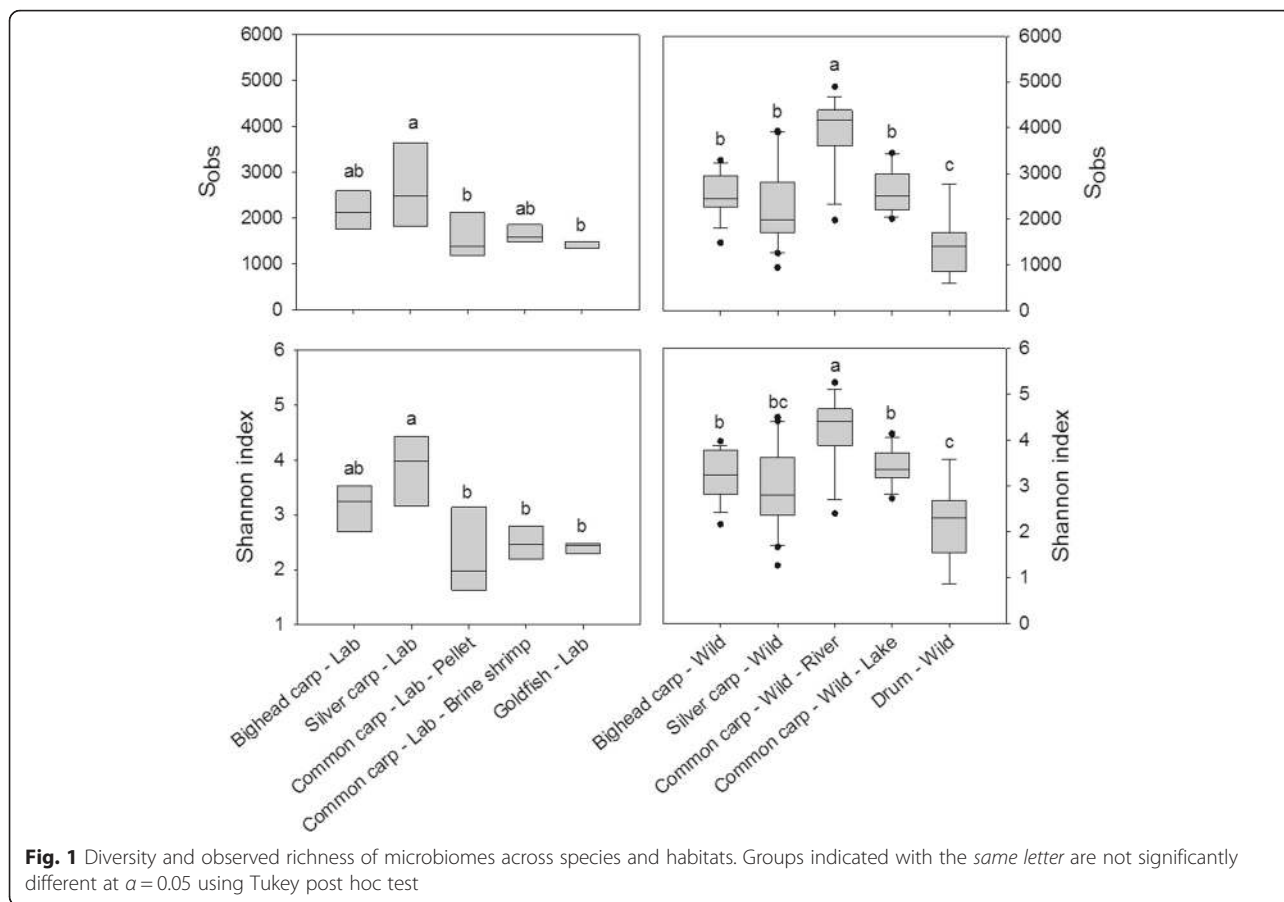 6000
5000
4000
3000
2000
1000
0
Sobs
ab
a
b
ab
b
b
b
a
b
c
6000
5000
4000
3000
2000
1000
0
Sobs
6
5
4
3
2
1
Shannon index
ab
a
b
b
b
b
bc
a
b
c
6
5
4
3
2
1
0
Shannon index
Bighead carp - Lab
Silver carp - Lab
Common carp - Lab - Pellet
Common carp - Lab - Brine shrimp
Goldfish - Lab
Bighead carp - Wild
Silver carp - Wild
Common carp - Wild - River
Common carp - Wild - Lake
Drum - Wild
Fig. 1 Diversity and observed richness of microbiomes across species and habitats. Groups indicated with the same letter are not significantly
different at α = 0.05 using Tukey post hoc test